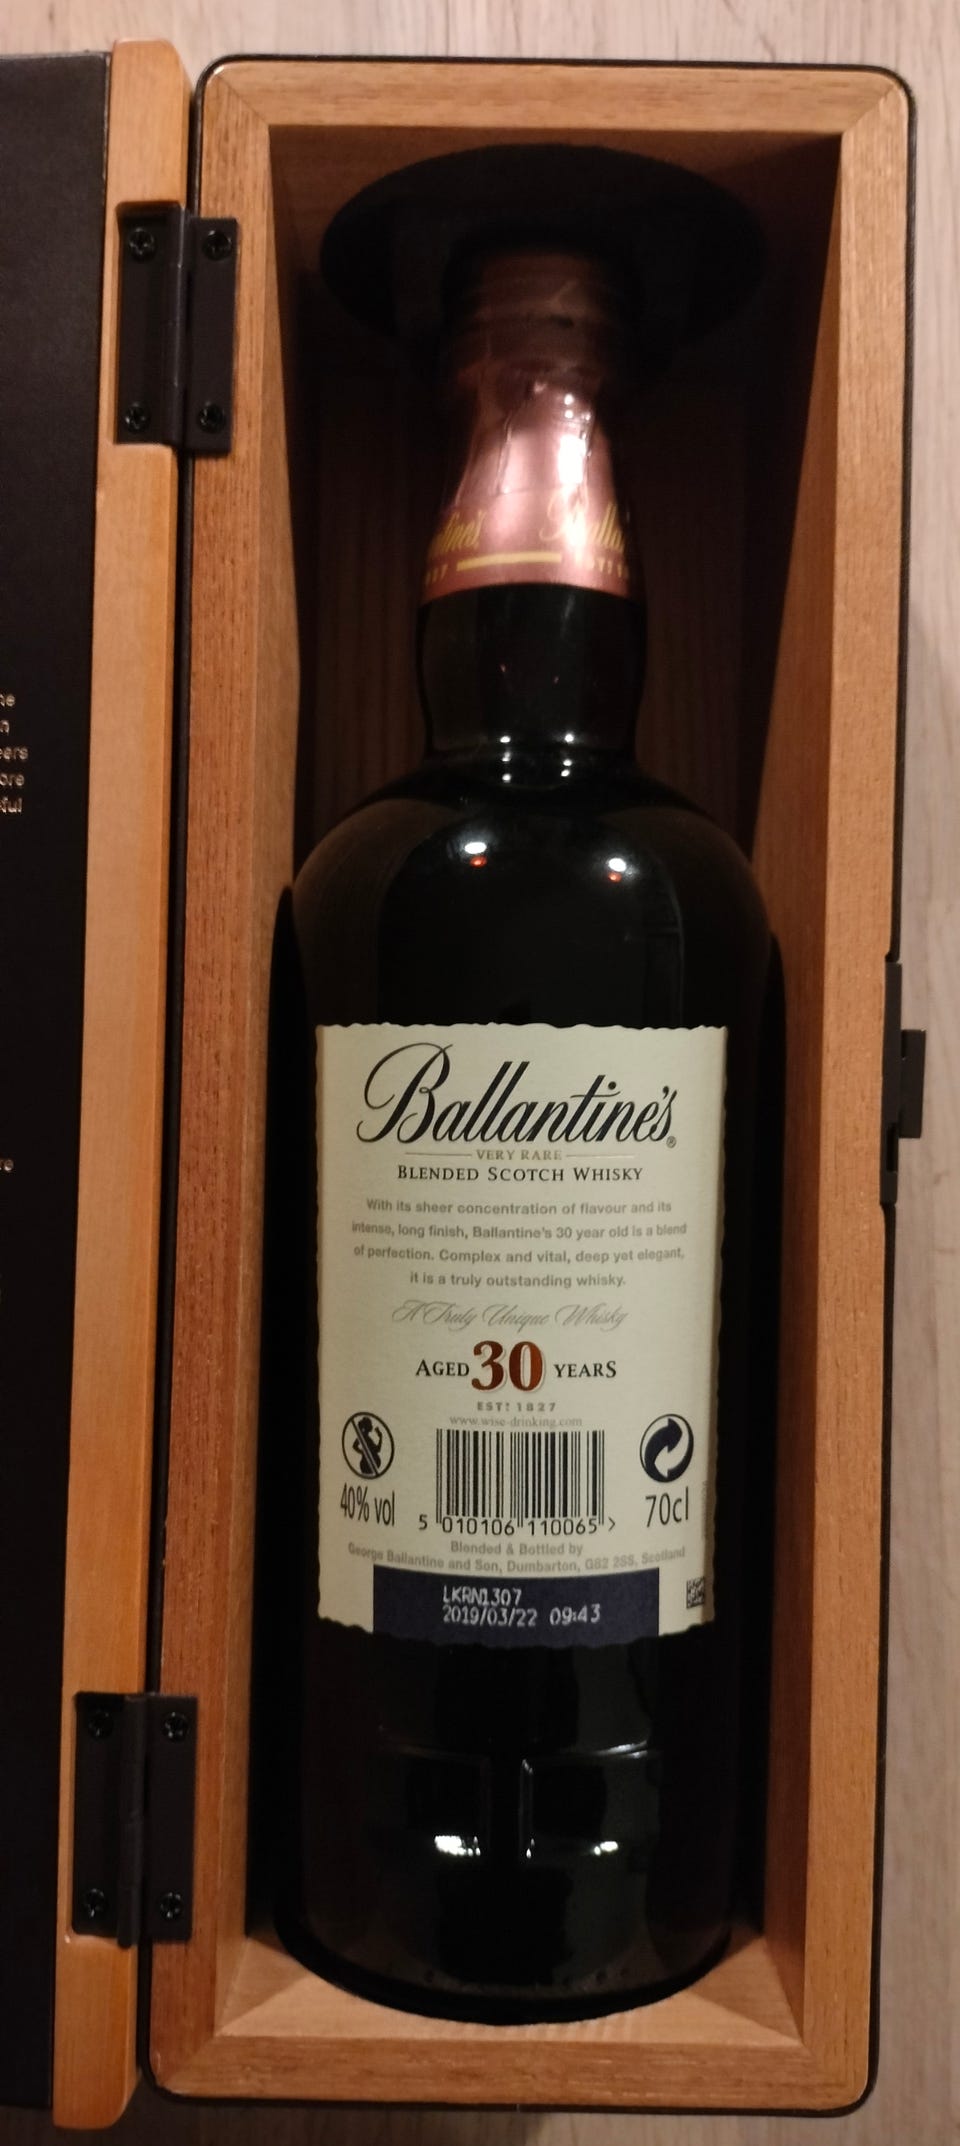 Ballantine's®
VERY RARE
BLENDED SCOTCH WHISKY
With its sheer concentration of flavour and its
intense, long finish, Ballantine's 30 year old is a blend
of perfection. Complex and vital, deep yet elegant,
it is a truly outstanding whisky.
A Truly Unique Whisky
AGED 30 YEARS
ESTD 1827
www.wise-drinking.com
40% vol
5 010106 110065 >
70cl
Blended & Bottled by
George Ballantine and Son, Dumbarton, G82 2SS, Scotland
LKRN1307
2019/03/22 09:43